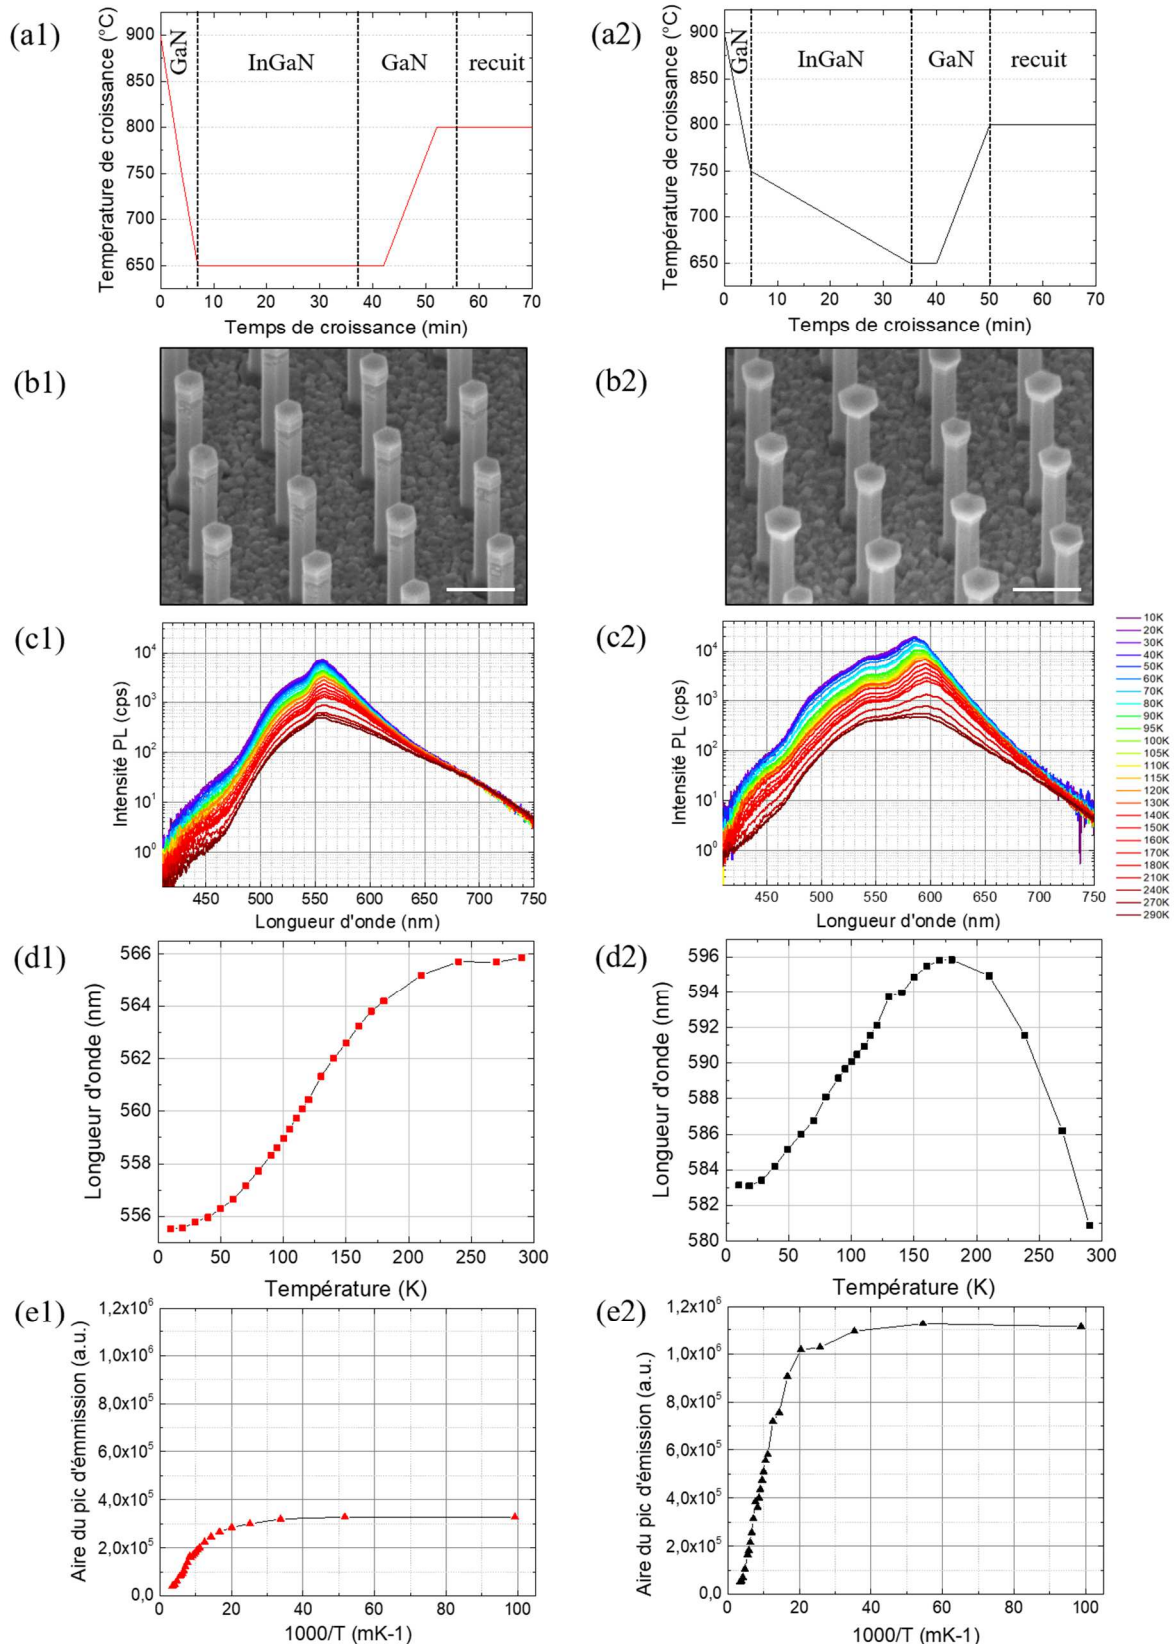 (a1)
Température de croissance (°C)
900
850
800
750
700
650
GaN
InGaN
GaN
recuit
0 10 20 30 40 50 60 70
Temps de croissance (min)
(a2)
Température de croissance (°C)
900
850
800
750
700
650
GaN
InGaN
GaN
recuit
0 10 20 30 40 50 60 70
Temps de croissance (min)
(b1)
(b2)
(c1)
Intensité PL (cps)
10⁴
10³
10²
10¹
10⁰
450 500 550 600 650 700 750
Longueur d'onde (nm)
(c2)
Intensité PL (cps)
10⁴
10³
10²
10¹
10⁰
450 500 550 600 650 700 750
Longueur d'onde (nm)
10K
20K
30K
40K
50K
60K
70K
80K
90K
95K
100K
105K
110K
115K
120K
130K
140K
150K
160K
170K
180K
210K
240K
270K
290K
(d1)
Longueur d'onde (nm)
566
564
562
560
558
556
0 50 100 150 200 250 300
Température (K)
(d2)
Longueur d'onde (nm)
596
594
592
590
588
586
584
582
580
0 50 100 150 200 250 300
Température (K)
(e1)
Aire du pic d'émmission (a.u.)
1,2x10⁶
1,0x10⁶
8,0x10⁵
6,0x10⁵
4,0x10⁵
2,0x10⁵
0,0
0 20 40 60 80 100
1000/T (mK-1)
(e2)
Aire du pic d'émission (a.u.)
1,2x10⁶
1,0x10⁶
8,0x10⁵
6,0x10⁵
4,0x10⁵
2,0x10⁵
0,0
0 20 40 60 80 100
1000/T (mK-1)